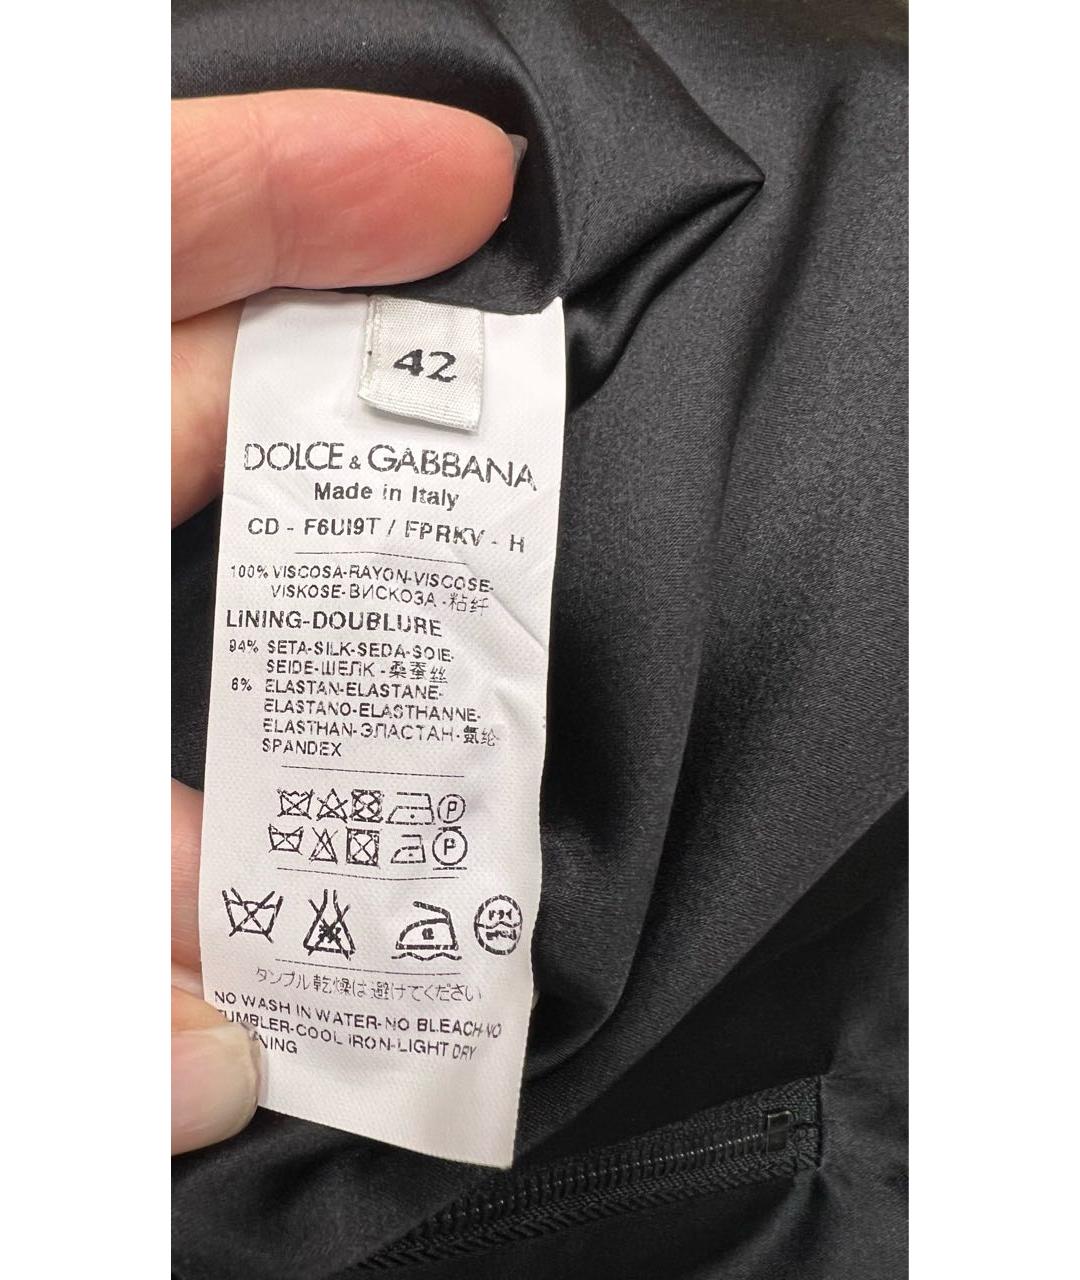 42
DOLCE & GABBANA
Made in Italy
CD - F6UI9T / FPRKV - H
100% VISCOSA-RAYON-VISCOSE-
VISKOSE-ВИСКОЗА -粘纤
LINING-DOUBLURE
94% SETA-SILK-SEDA-SOIE-
SEIDE-ШЕЛК -桑蚕丝
6% ELASTAN-ELASTANE-
ELASTANO-ELASTHANNE-
ELASTHAN-ЭЛАСТАН-氨纶
SPANDEX
P
P
タンブル乾燥は避けてください
NO WASH IN WATER-NO BLEACH-NO
TUMBLER-COOL IRON-LIGHT DRY